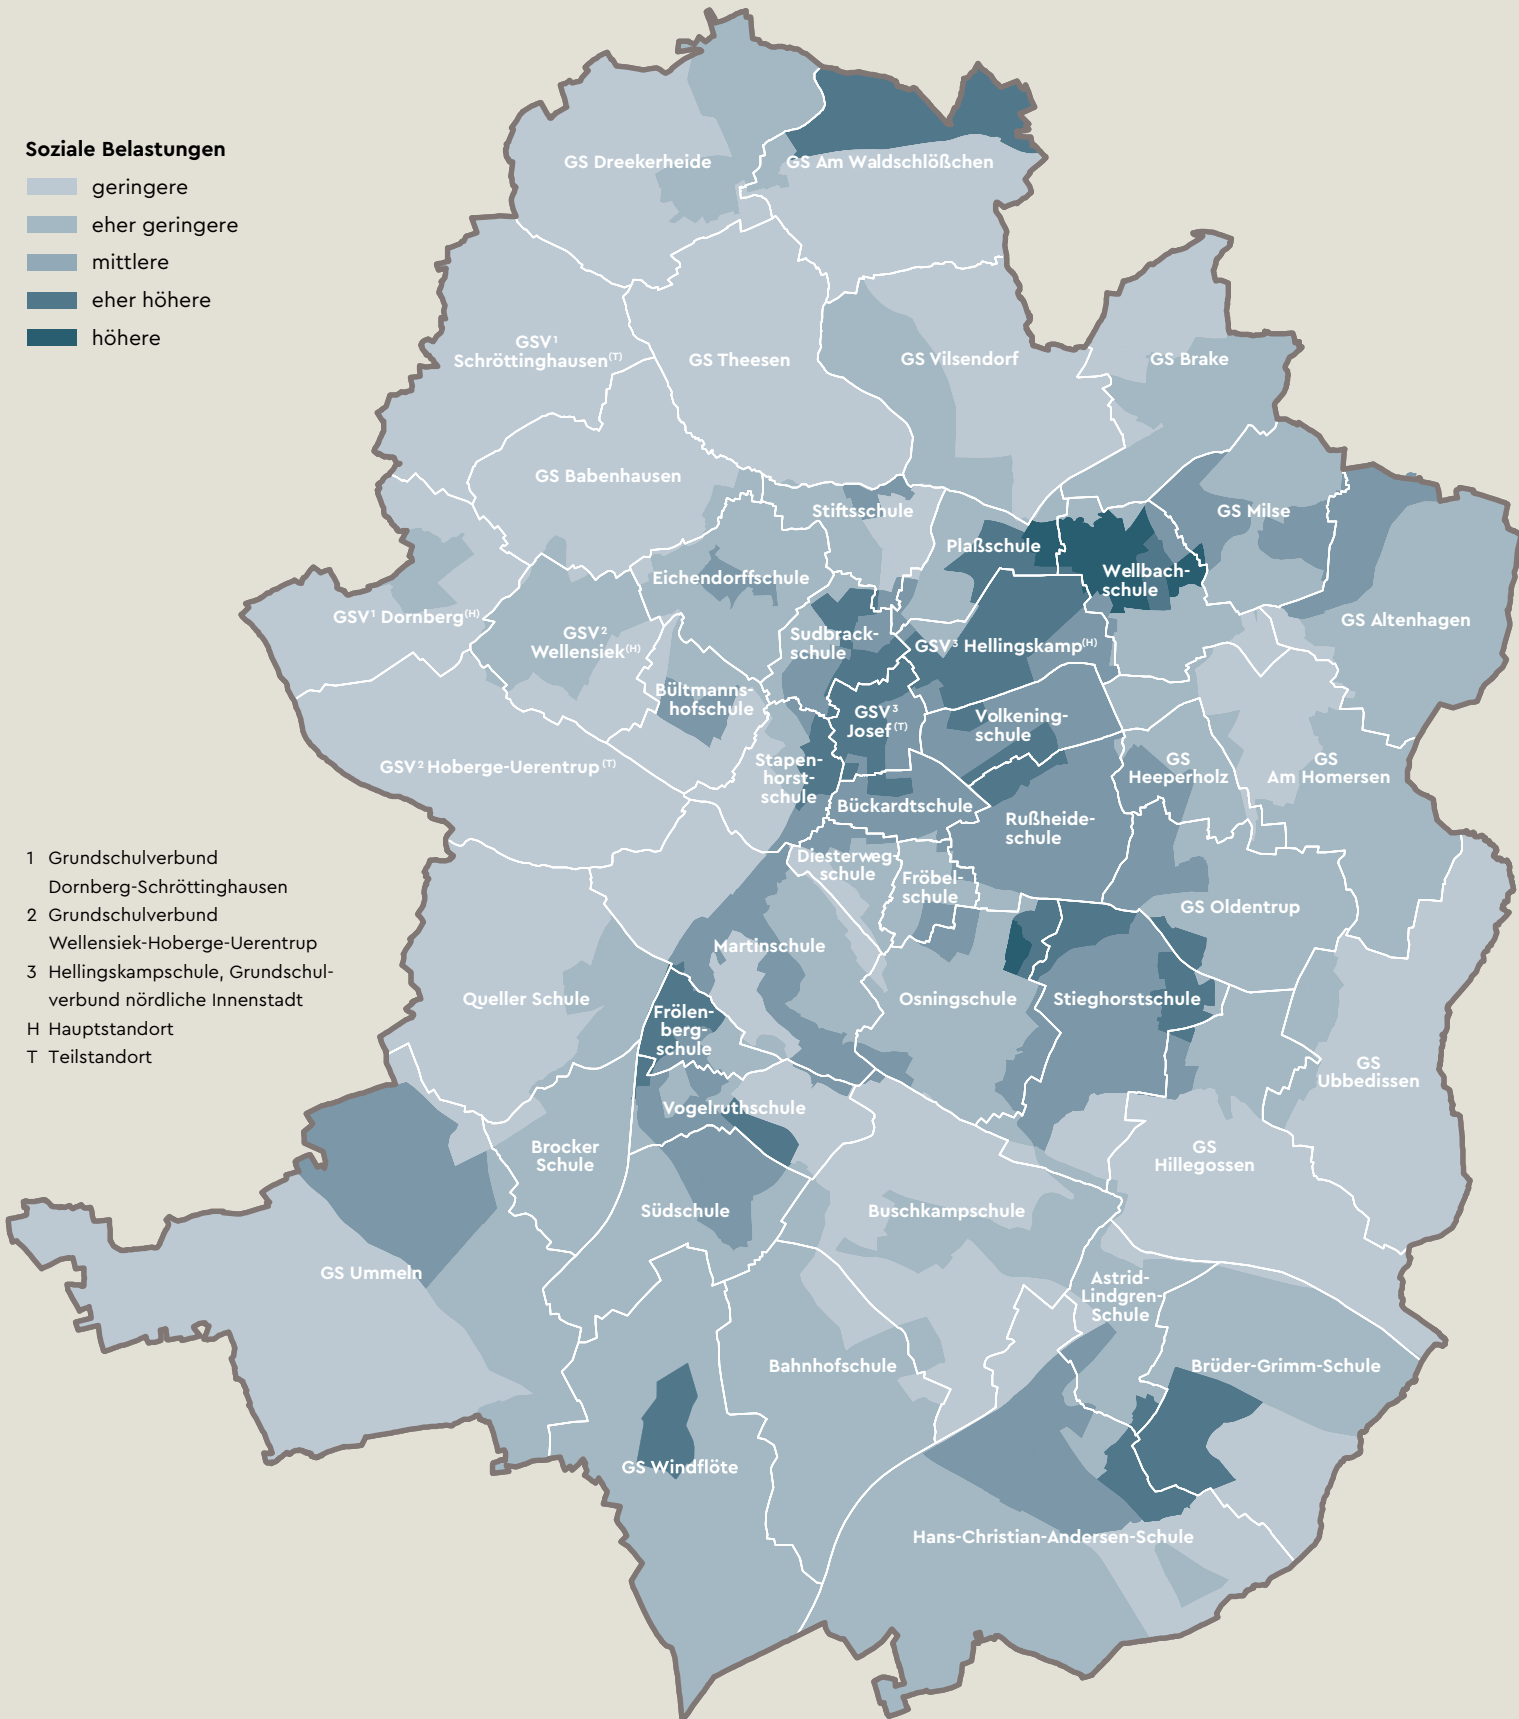 Soziale Belastungen
geringere
eher geringere
mittlere
eher höhere
höhere
GS Dreekerheide
GS Am Waldschlößchen
GSV¹
Schröttinghausen(T)
GS Theesen
GS Vilsendorf
GS Brake
GS Babenhausen
Stiftsschule
GS Milse
Plaßschule
Eichendorffschule
Wellbach-
schule
GSV¹ Dornberg(H)
GSV²
Wellensiek(H)
Sudbrack-
schule
GSV³ Hellingskamp(H)
GS Altenhagen
Bültmanns-
hofschule
GSV³
Josef(T)
Volkening-
schule
GSV² Hoberge-Uerentrup(T)
Stapen-
horst-
schule
GS
Heeperholz
GS
Am Homersen
Bückardtschule
Rußheide-
schule
Diesterweg-
schule
Fröbel-
schule
GS Oldentrup
1 Grundschulverbund
Dornberg-Schröttinghausen
2 Grundschulverbund
Wellensiek-Hoberge-Uerentrup
3 Hellingskampschule, Grundschul-
verbund nördliche Innenstadt
H Hauptstandort
T Teilstandort
Martinschule
Queller Schule
Frölen-
berg-
schule
Osningschule
Stieghorstschule
GS
Ubbedissen
Vogelruthschule
Brocker
Schule
GS
Hillegossen
Südschule
Buschkampschule
GS Ummeln
Astrid-
Lindgren-
Schule
Bahnhofschule
Brüder-Grimm-Schule
GS Windflöte
Hans-Christian-Andersen-Schule